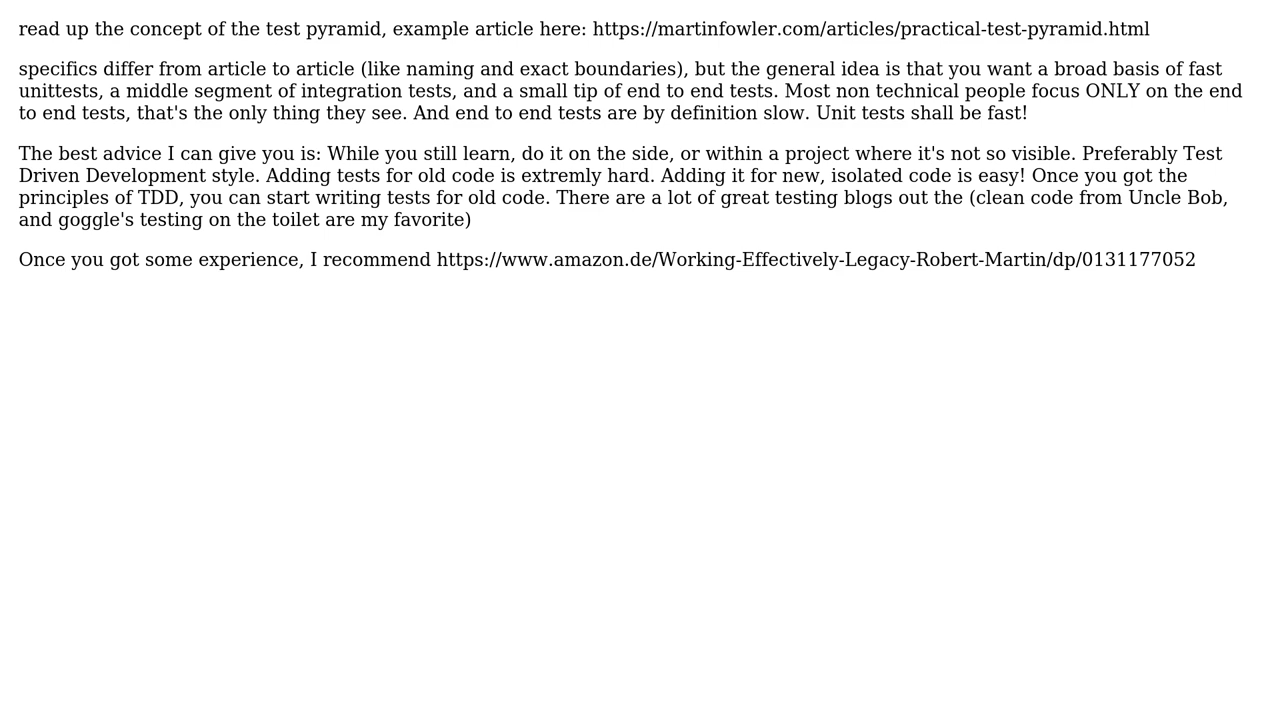 read up the concept of the test pyramid, example article here: https://martinfowler.com/articles/practical-test-pyramid.html
specifics differ from article to article (like naming and exact boundaries), but the general idea is that you want a broad basis of fast
unittests, a middle segment of integration tests, and a small tip of end to end tests. Most non technical people focus ONLY on the end
to end tests, that's the only thing they see. And end to end tests are by definition slow. Unit tests shall be fast!
The best advice I can give you is: While you still learn, do it on the side, or within a project where it's not so visible. Preferably Test
Driven Development style. Adding tests for old code is extremly hard. Adding it for new, isolated code is easy! Once you got the
principles of TDD, you can start writing tests for old code. There are a lot of great testing blogs out the (clean code from Uncle Bob,
and goggle's testing on the toilet are my favorite)
Once you got some experience, I recommend https://www.amazon.de/Working-Effectively-Legacy-Robert-Martin/dp/0131177052